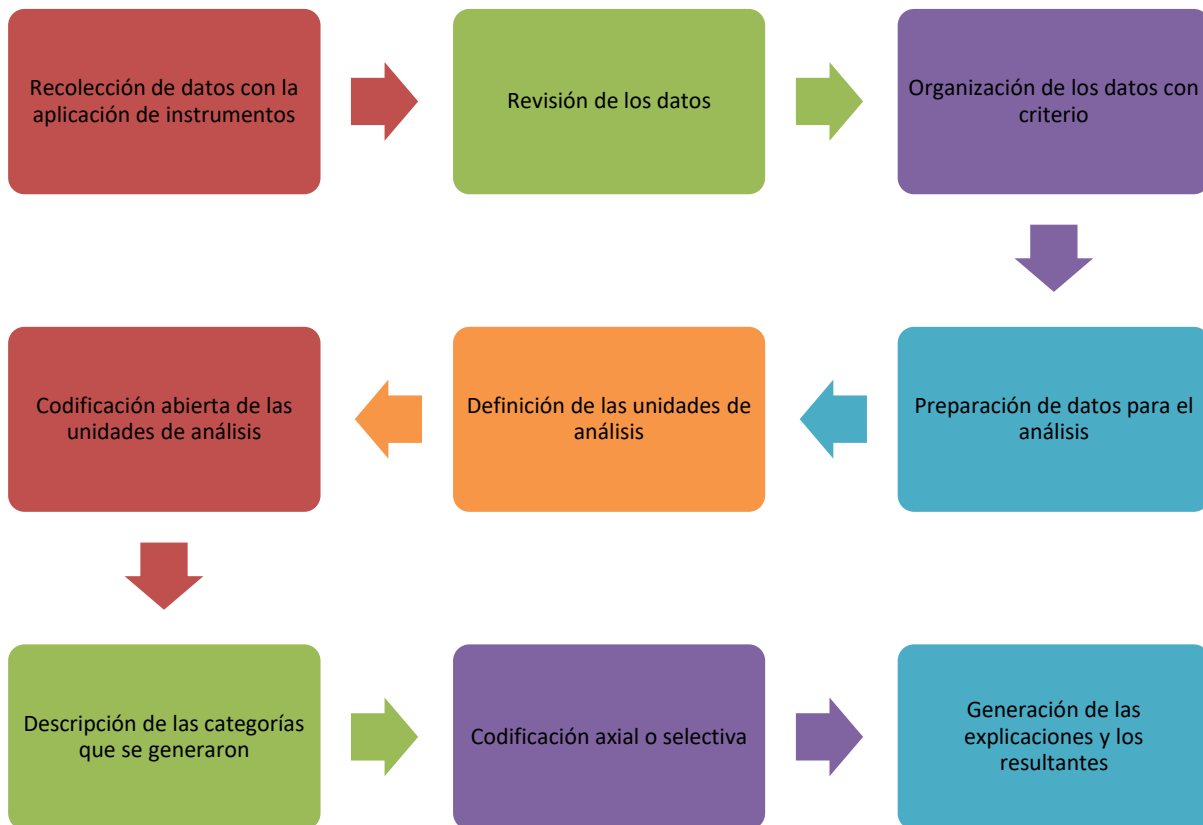 Recolección de datos con la
aplicación de instrumentos
Revisión de los datos
Organización de los datos con
criterio
Preparación de datos para el
análisis
Definición de las unidades de
análisis
Codificación abierta de las
unidades de análisis
Descripción de las categorías
que se generaron
Codificación axial o selectiva
Generación de las
explicaciones y los
resultantes